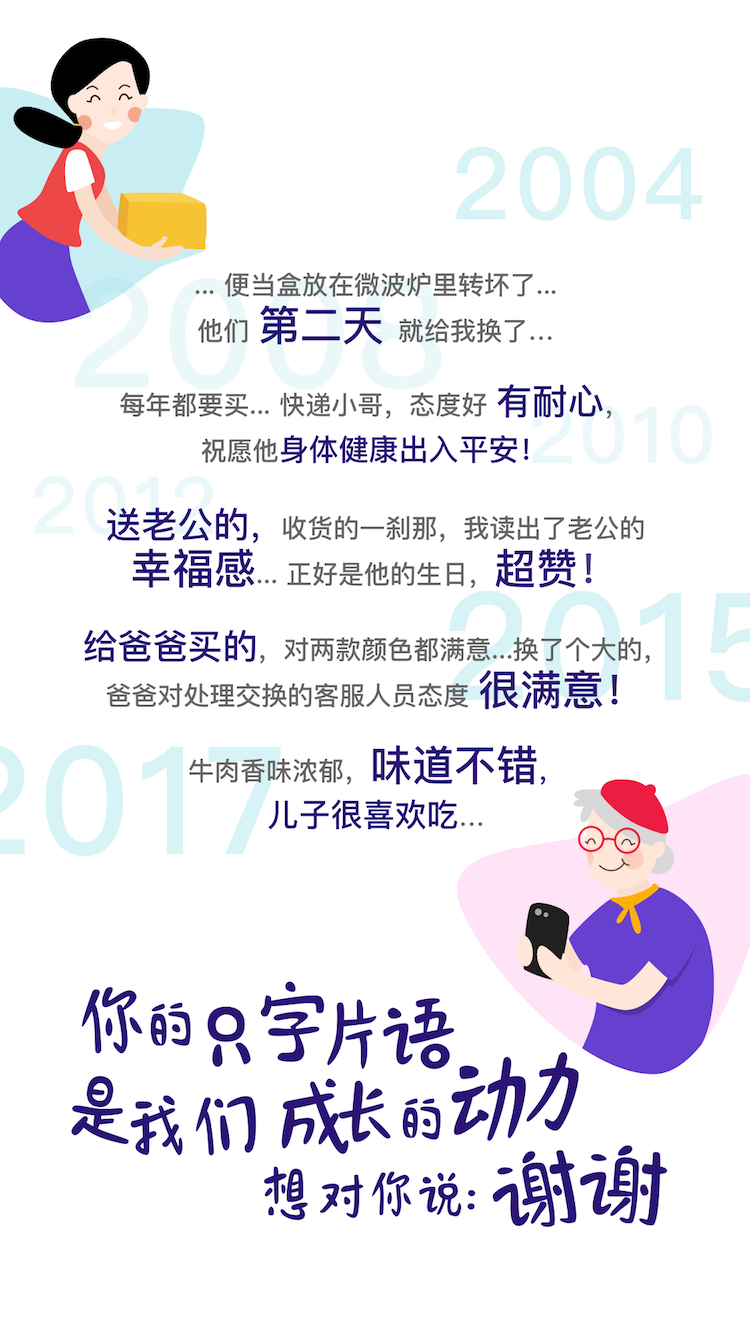 2004
2008
... 便当盒放在微波炉里转坏了...
他们 第二天 就给我换了...
每年都要买... 快递小哥，态度好 有耐心，
2010
祝愿他身体健康出入平安！
2012
送老公的，收货的一刹那，我读出了老公的
幸福感... 正好是他的生日，超赞！
2015
给爸爸买的，对两款颜色都满意...换了个大的，
爸爸对处理交换的客服人员态度 很满意！
2017
牛肉香味浓郁，味道不错，
儿子很喜欢吃...
你的只字片语
是我们成长的动力
想对你说：谢谢